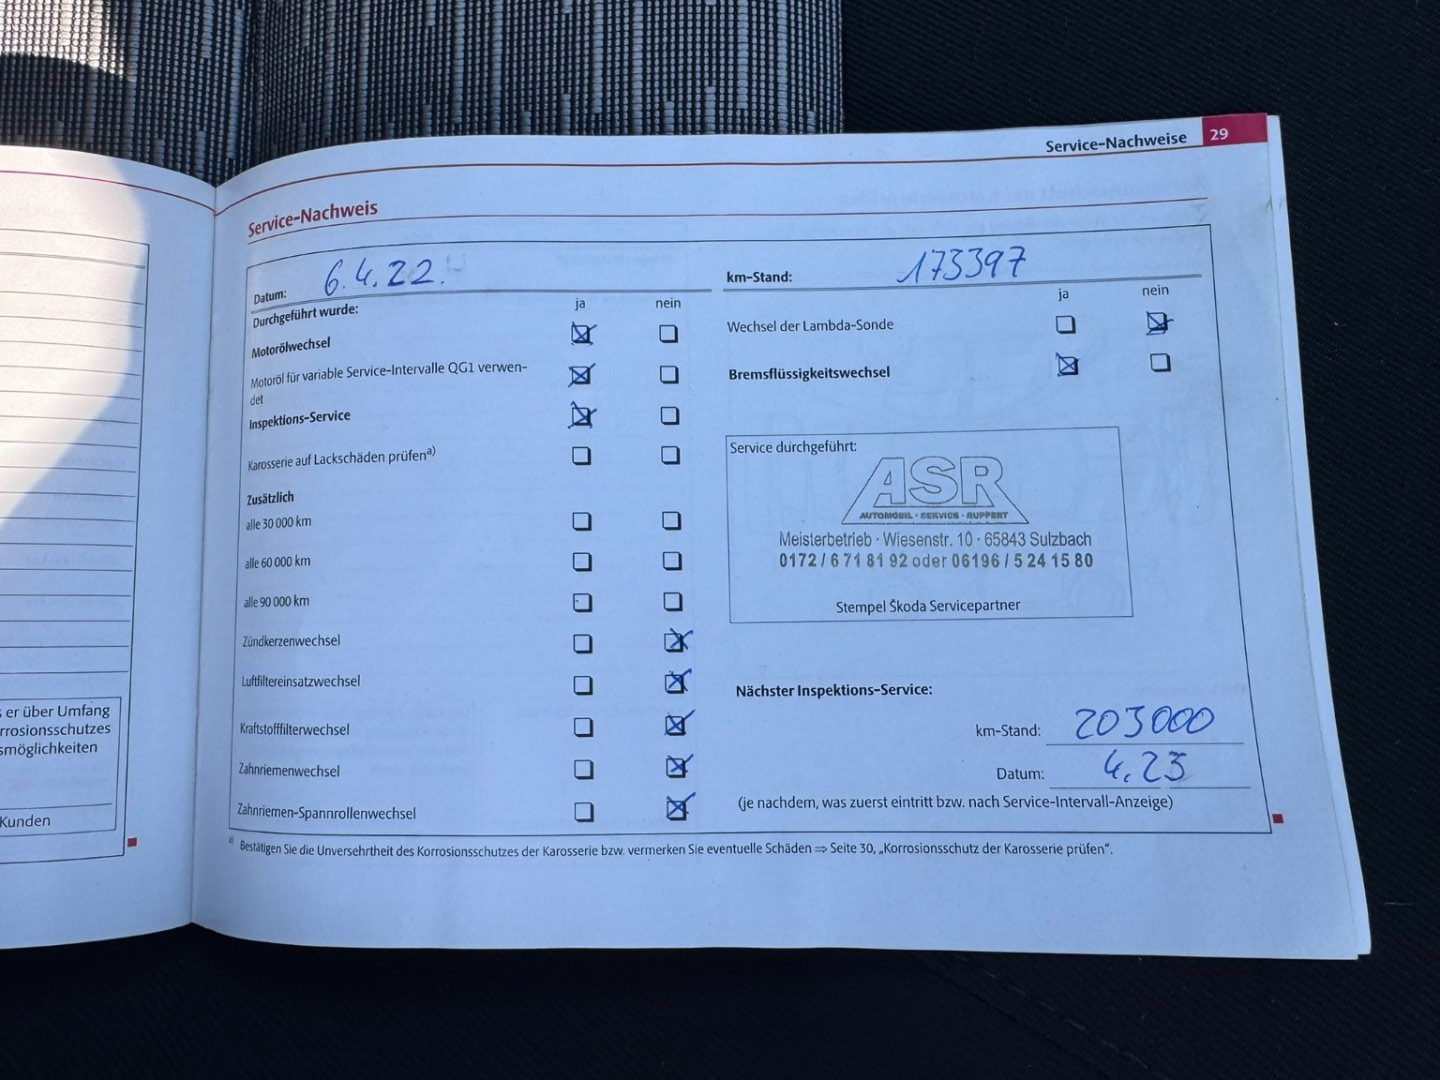 Service-Nachweise 29
Service-Nachweis
Datum: 6.4.22.
km-Stand: 173397
Durchgeführt wurde:
ja nein
Motorölwechsel
Motoröl für variable Service-Intervalle QG1 verwen-
det
Inspektions-Service
Karosserie auf Lackschäden prüfen a)
Zusätzlich
alle 30 000 km
alle 60 000 km
alle 90 000 km
Zündkerzenwechsel
Luftfiltereinsatzwechsel
Kraftstofffilterwechsel
Zahnriemenwechsel
Zahnriemen-Spannrollenwechsel
ja nein
Wechsel der Lambda-Sonde
Bremsflüssigkeitswechsel
Service durchgeführt:
ASR
AUTOMOBIL · SERVICE · RUPPERT
Meisterbetrieb · Wiesenstr. 10 · 65843 Sulzbach
0172 / 6 71 81 92 oder 06196 / 5 24 15 80
Stempel Škoda Servicepartner
Nächster Inspektions-Service:
km-Stand: 203000
Datum: 4.23
(je nachdem, was zuerst eintritt bzw. nach Service-Intervall-Anzeige)
a) Bestätigen Sie die Unversehrtheit des Korrosionsschutzes der Karosserie bzw. vermerken Sie eventuelle Schäden ⇒ Seite 30, „Korrosionsschutz der Karosserie prüfen“.
s er über Umfang
rrosionsschutzes
smöglichkeiten
Kunden